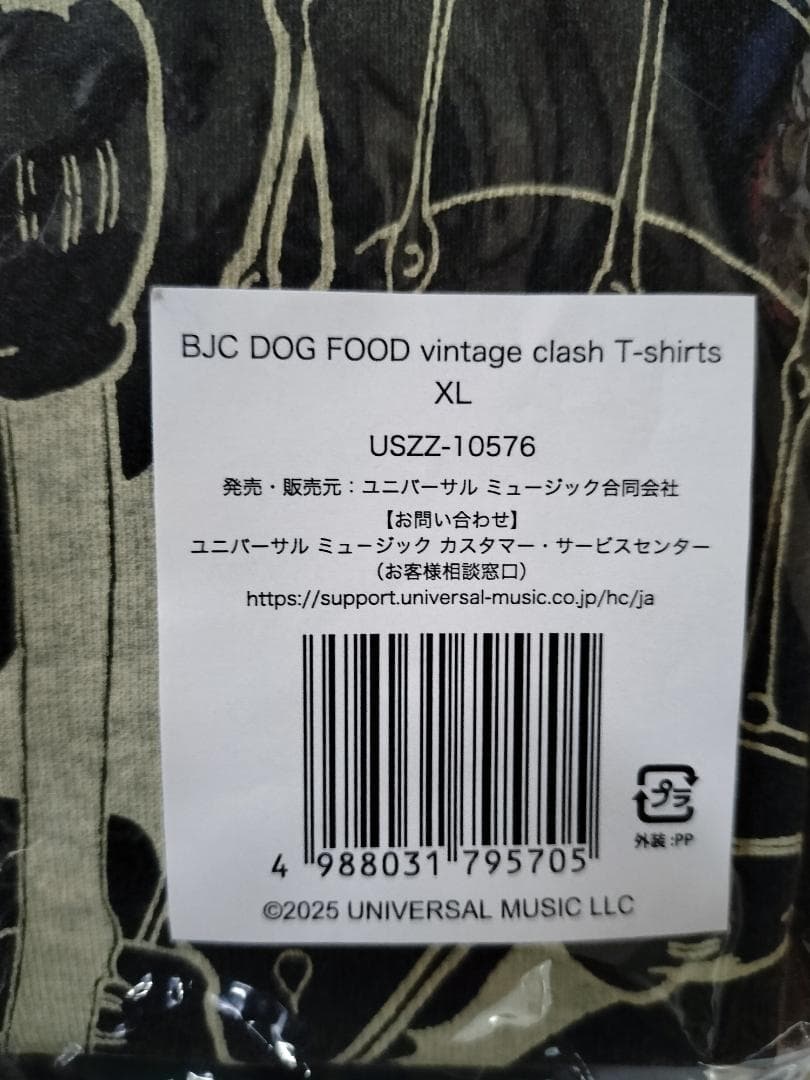 BJC DOG FOOD vintage clash T-shirts
XL
USZZ-10576
発売・販売元：ユニバーサル ミュージック合同会社
【お問い合わせ】
ユニバーサル ミュージック カスタマー・サービスセンター
（お客様相談窓口）
https://support.universal-music.co.jp/hc/ja
プラ
外装:PP
4 988031 795705
©2025 UNIVERSAL MUSIC LLC